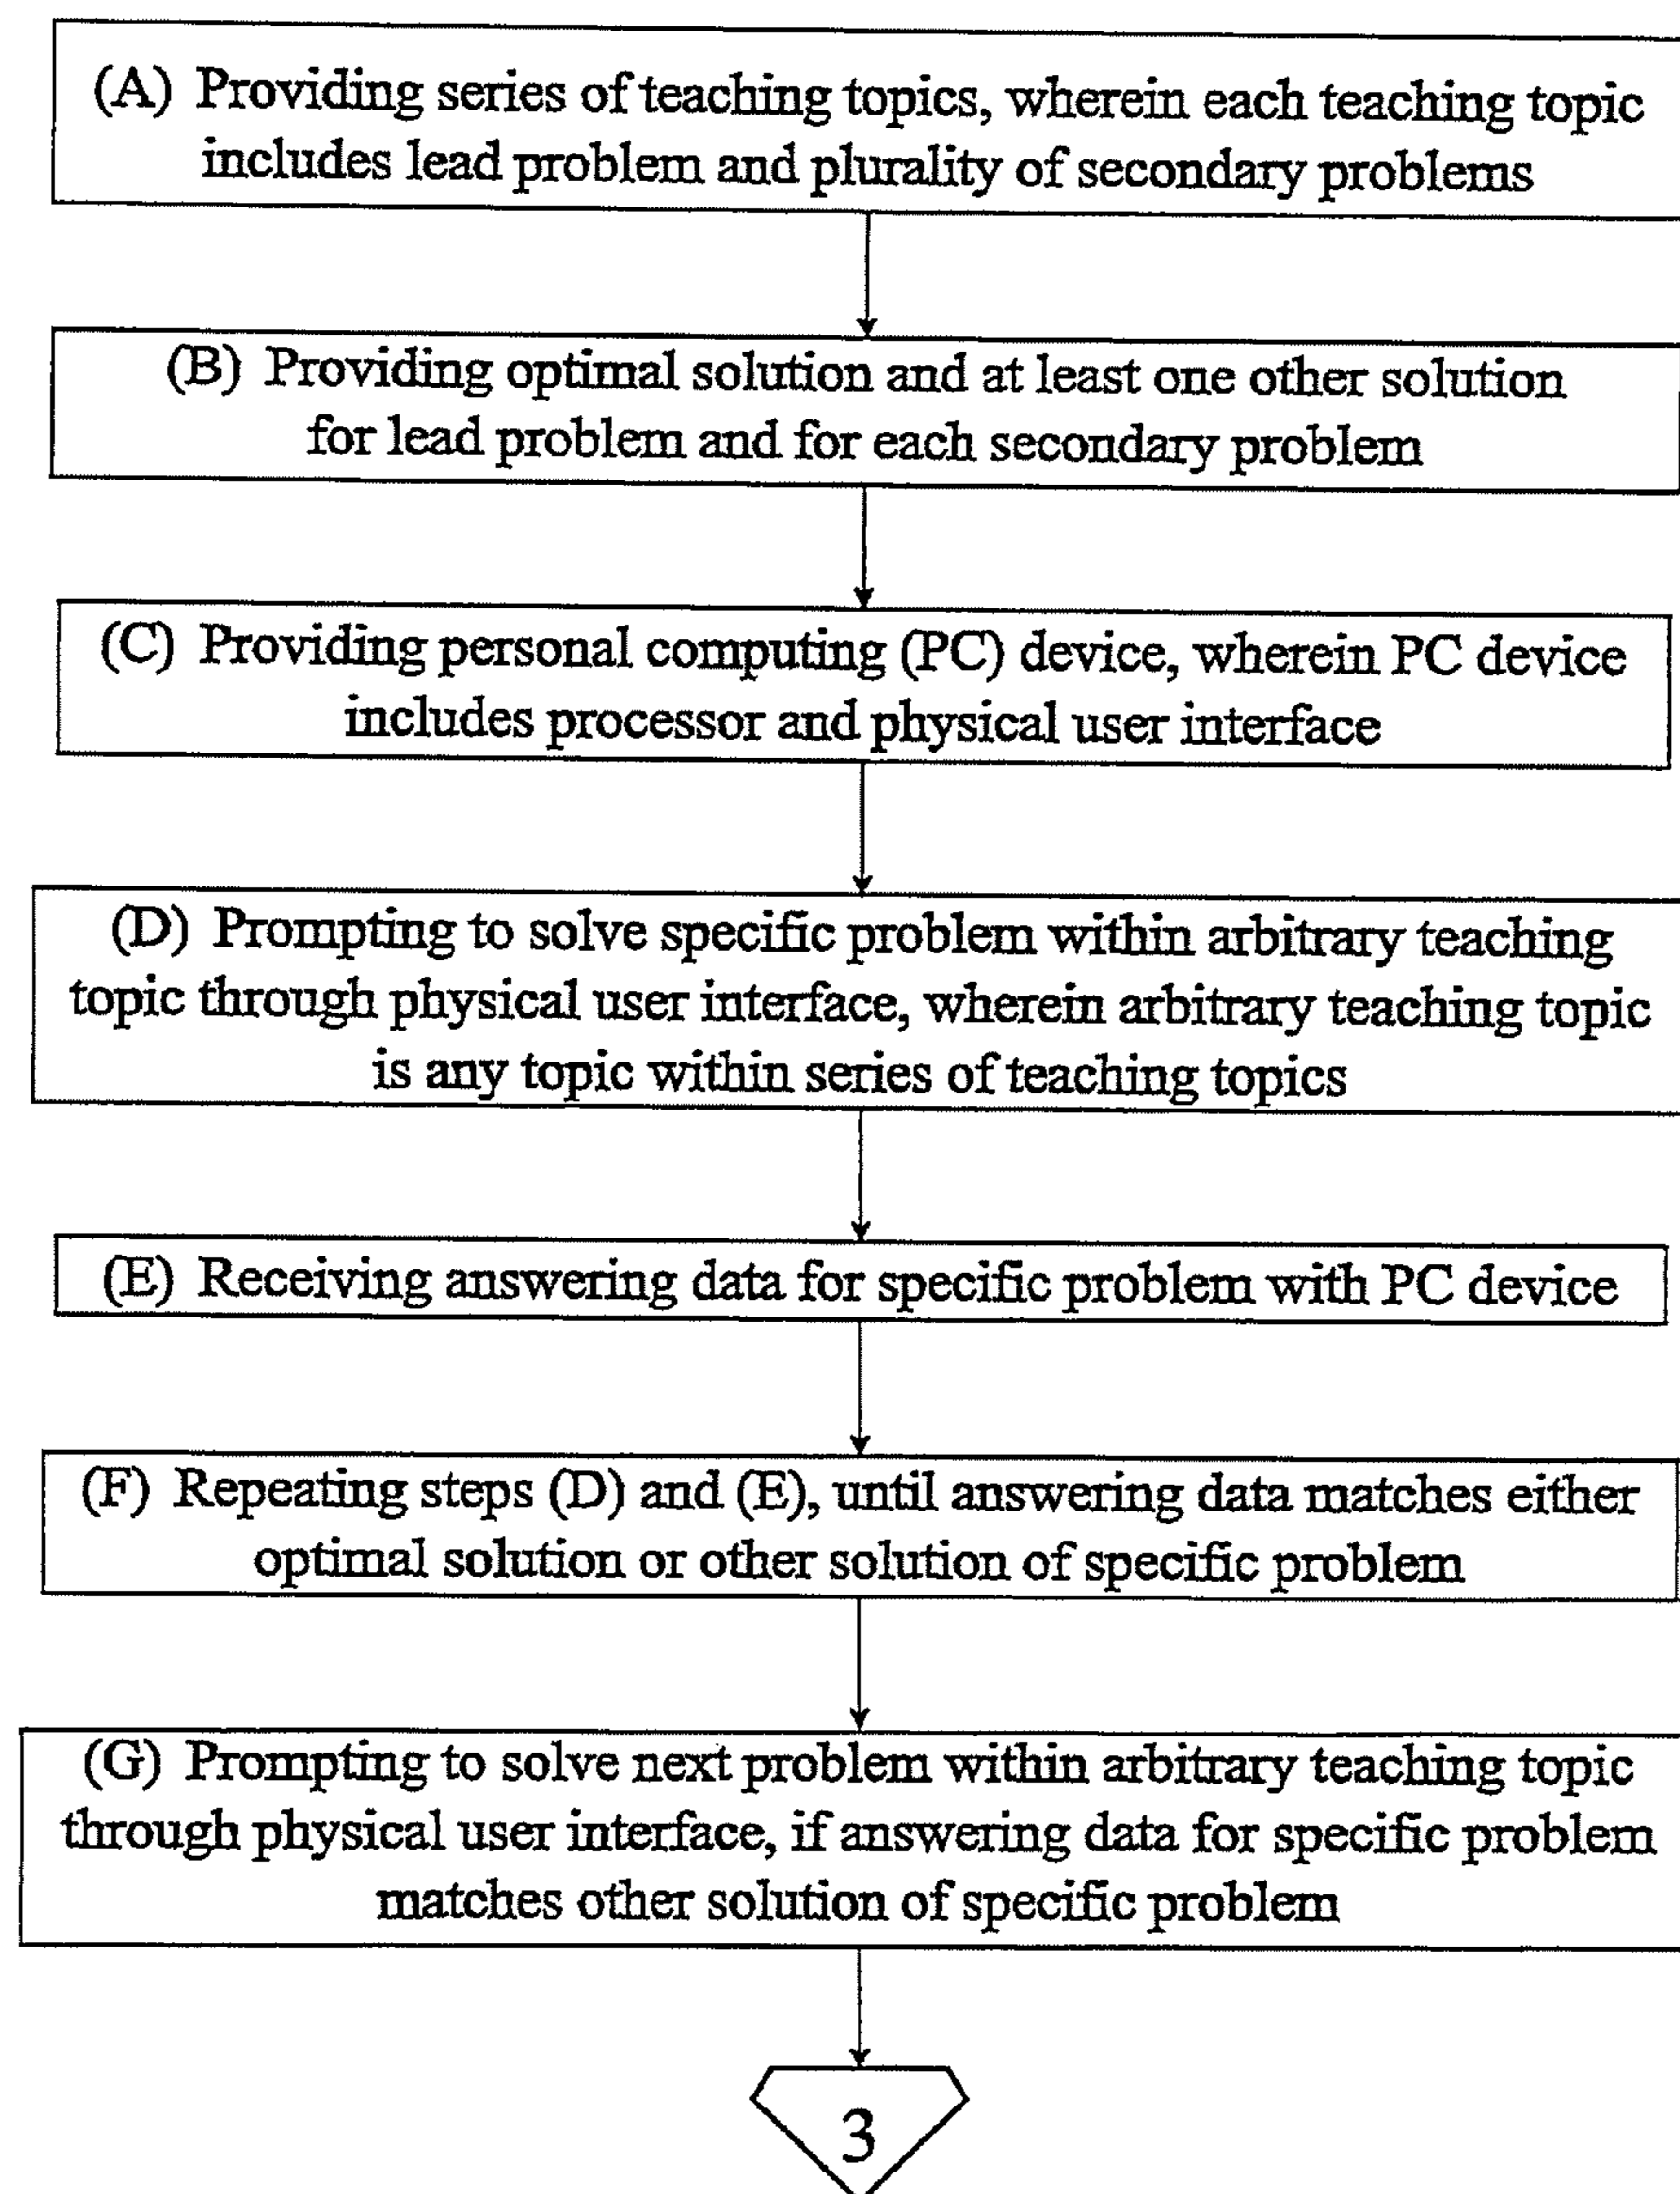 (A) Providing series of teaching topics, wherein each teaching topic
includes lead problem and plurality of secondary problems
(B) Providing optimal solution and at least one other solution
for lead problem and for each secondary problem
(C) Providing personal computing (PC) device, wherein PC device
includes processor and physical user interface
(D) Prompting to solve specific problem within arbitrary teaching
topic through physical user interface, wherein arbitrary teaching topic
is any topic within series of teaching topics
(E) Receiving answering data for specific problem with PC device
(F) Repeating steps (D) and (E), until answering data matches either
optimal solution or other solution of specific problem
(G) Prompting to solve next problem within arbitrary teaching topic
through physical user interface, if answering data for specific problem
matches other solution of specific problem
3